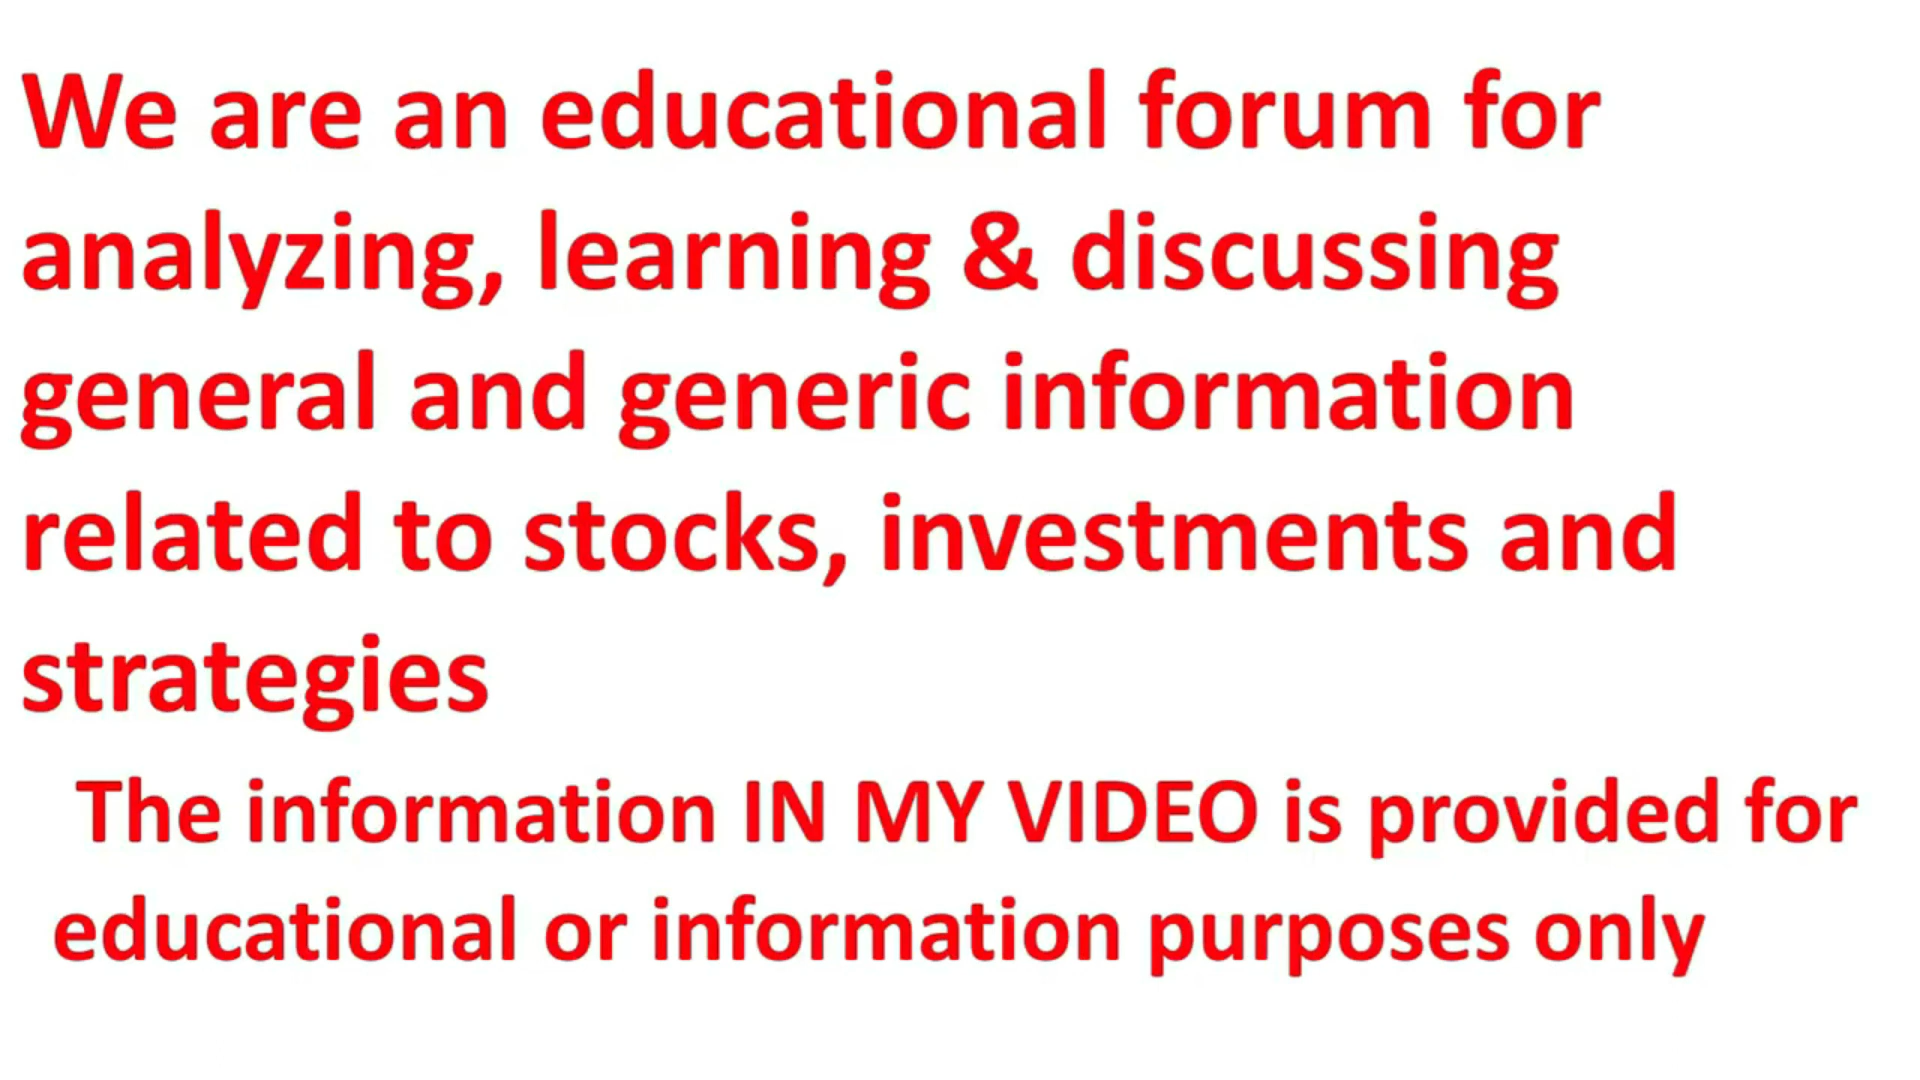 We are an educational forum for
analyzing, learning & discussing
general and generic information
related to stocks, investments and
strategies
The information IN MY VIDEO is provided for
educational or information purposes only